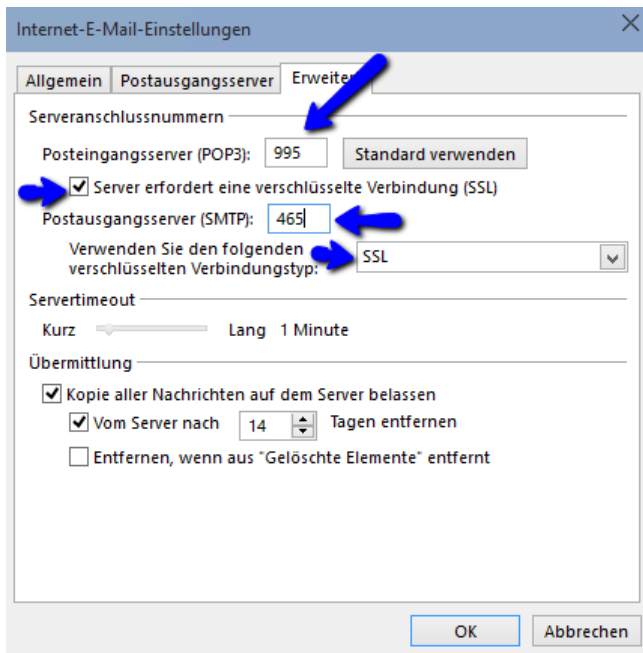 Internet-E-Mail-Einstellungen
Allgemein Postausgangsserver
Serveranschlussnummern
Posteingangsserver (POP3): 995 Standard verwenden
Server erfordert eine verschlüsselte Verbindung (SSL)
Postausgangsserver (SMTP): 465
Verwenden Sie den folgenden
verschlüsselten Verbindungstyp: SSL
Servertimeout
Kurz Lang 1 Minute
Übermittlung
Kopie aller Nachrichten auf dem Server belassen
Vom Server nach 14 Tagen entfernen
Entfernen, wenn aus "Gelöschte Elemente" entfernt
OK Abbrechen